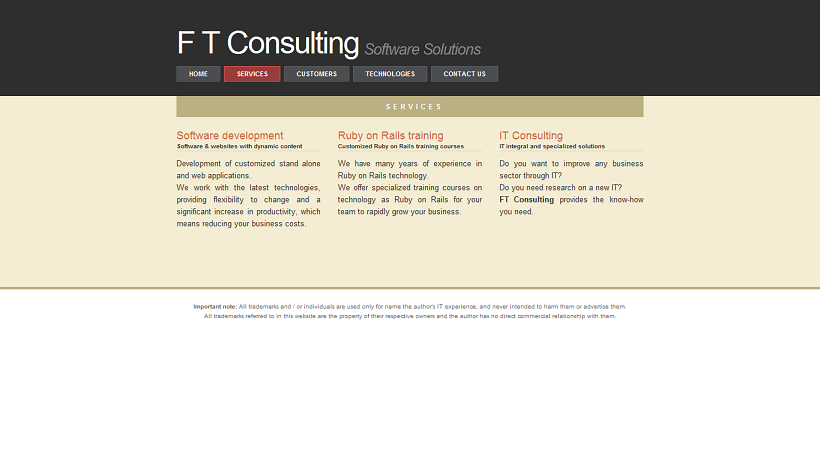 F T Consulting Software Solutions
HOME SERVICES CUSTOMERS TECHNOLOGIES CONTACT US
SERVICES
Software development
Software & websites with dynamic content
Development of customized stand alone
and web applications.
We work with the latest technologies,
providing flexibility to change and a
significant increase in productivity, which
means reducing your business costs.
Ruby on Rails training
Customized Ruby on Rails training courses
We have many years of experience in
Ruby on Rails technology.
We offer specialized training courses on
technology as Ruby on Rails for your
team to rapidly grow your business.
IT Consulting
IT integral and specialized solutions
Do you want to improve any business
sector through IT?
Do you need research on a new IT?
FT Consulting provides the know-how
you need.
Important note: All trademarks and / or individuals are used only for name the author's IT experience, and never intended to harm them or advertise them.
All trademarks referred to in this website are the property of their respective owners and the author has no direct commercial relationship with them.